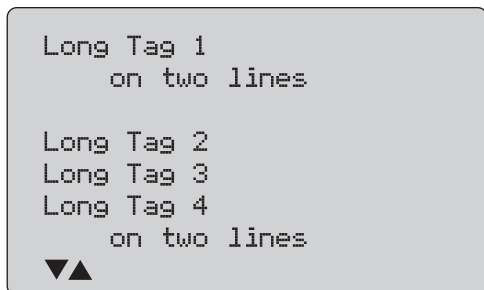 Long Tag 1
on two lines
Long Tag 2
Long Tag 3
Long Tag 4
on two lines
▼▲